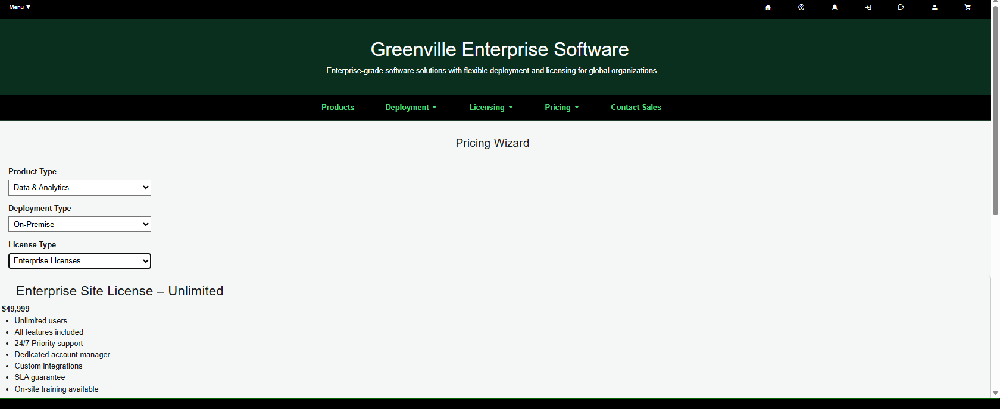 Menu ▼
Greenville Enterprise Software
Enterprise-grade software solutions with flexible deployment and licensing for global organizations.
Products Deployment Licensing Pricing Contact Sales
Pricing Wizard
Product Type
Data & Analytics
Deployment Type
On-Premise
License Type
Enterprise Licenses
Enterprise Site License – Unlimited
$49,999
• Unlimited users
• All features included
• 24/7 Priority support
• Dedicated account manager
• Custom integrations
• SLA guarantee
• On-site training available